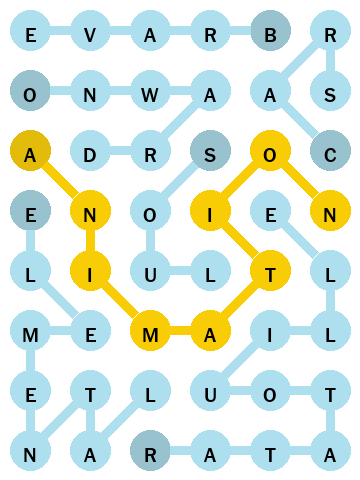 E V A R B R
O N W A A S
A D R S O C
E N O I E N
L I U L T L
M E M A I L
E T L U O T
N A R A T A